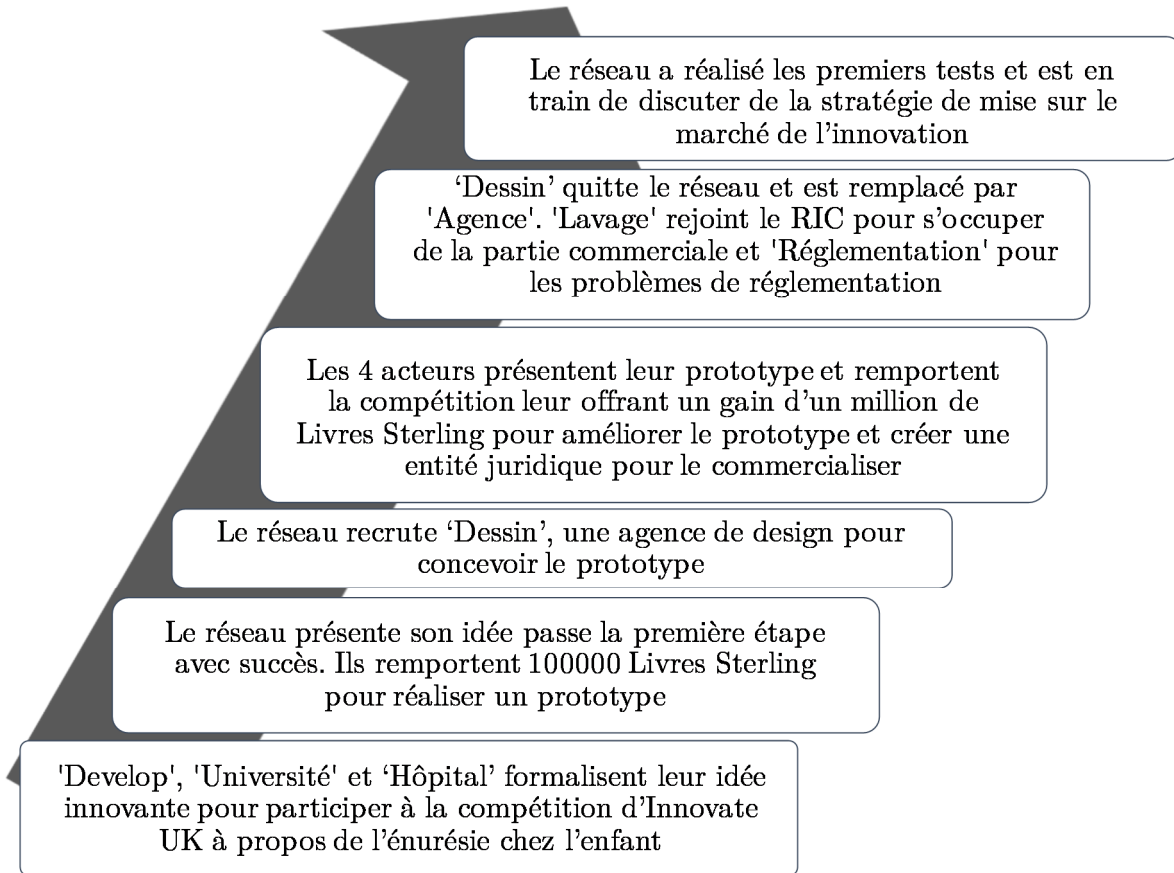 Le réseau a réalisé les premiers tests et est en
train de discuter de la stratégie de mise sur le
marché de l’innovation
‘Dessin’ quitte le réseau et est remplacé par
'Agence'. 'Lavage' rejoint le RIC pour s’occuper
de la partie commerciale et 'Réglementation' pour
les problèmes de réglementation
Les 4 acteurs présentent leur prototype et remportent
la compétition leur offrant un gain d’un million de
Livres Sterling pour améliorer le prototype et créer une
entité juridique pour le commercialiser
Le réseau recrute ‘Dessin’, une agence de design pour
concevoir le prototype
Le réseau présente son idée passe la première étape
avec succès. Ils remportent 100000 Livres Sterling
pour réaliser un prototype
'Develop', 'Université' et ‘Hôpital’ formalisent leur idée
innovante pour participer à la compétition d’Innovate
UK à propos de l’énurésie chez l’enfant